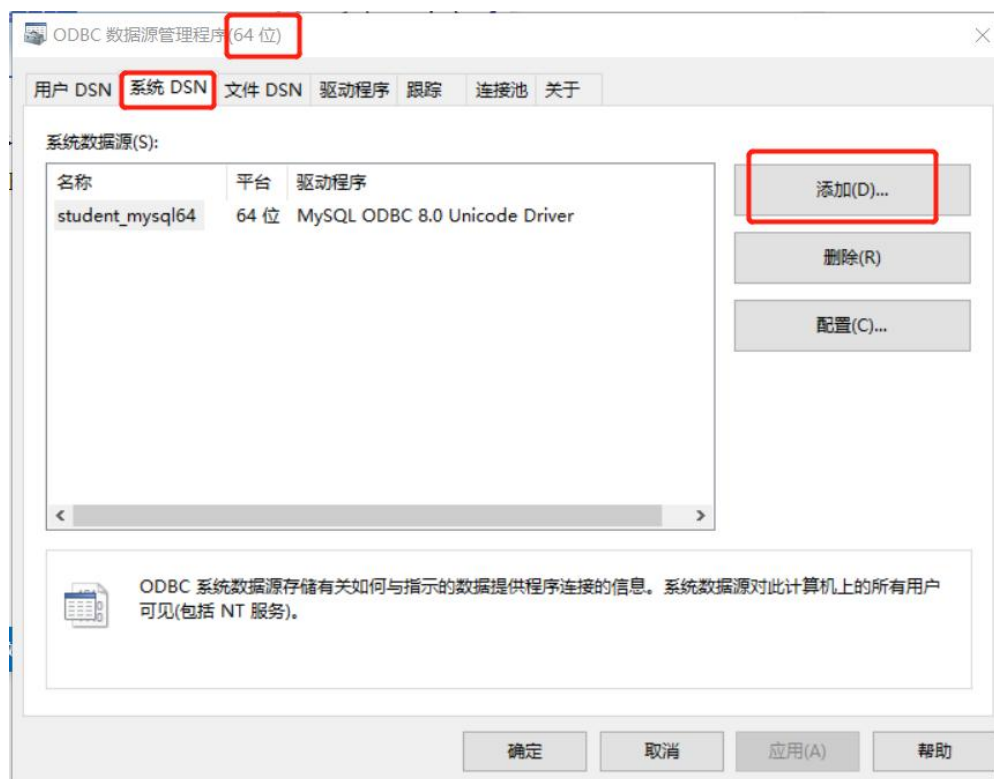 ODBC 数据源管理程序(64 位)
用户 DSN 系统 DSN 文件 DSN 驱动程序 跟踪 连接池 关于
系统数据源(S):
名称 平台 驱动程序
student_mysql64 64 位 MySQL ODBC 8.0 Unicode Driver
添加(D)...
删除(R)
配置(C)...
ODBC 系统数据源存储有关如何与指示的数据提供程序连接的信息。系统数据源对此计算机上的所有用户
可见(包括 NT 服务)。
确定 取消 应用(A) 帮助